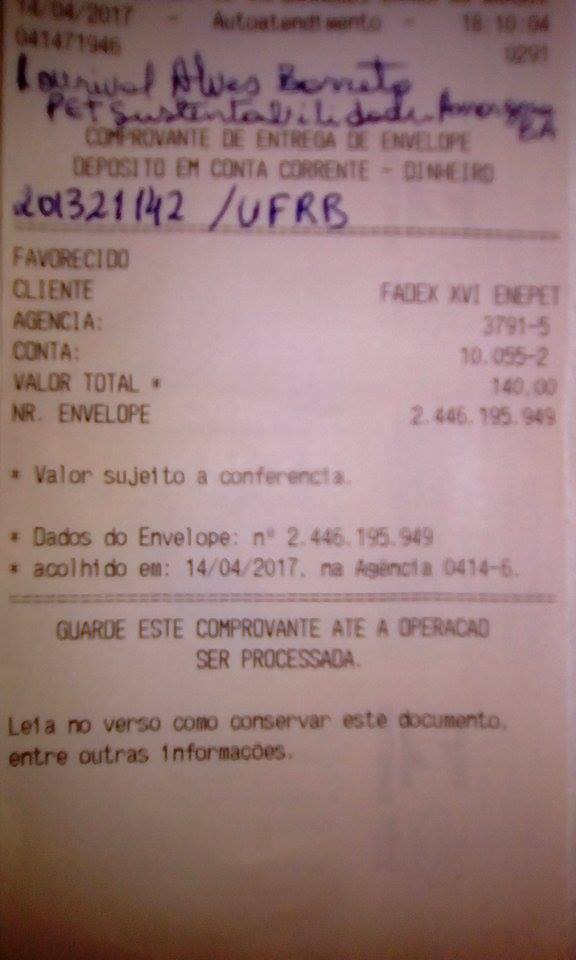 14/04/2017 - Autoatendimento - 18:10:04
041471946 0291
Lourival Alves Barreto
PET Sustentabilidade Amargosa
BA
COMPROVANTE DE ENTREGA DE ENVELOPE
DEPOSITO EM CONTA CORRENTE - DINHEIRO
201321142 /UFRB
FAVORECIDO
CLIENTE FADEX XVI ENEPET
AGENCIA: 3791-5
CONTA: 10.055-2
VALOR TOTAL * 140,00
NR. ENVELOPE 2.446.195.949
* Valor sujeito a conferencia.
* Dados do Envelope: nº 2.446.195.949
* acolhido em: 14/04/2017, na Agência 0414-6.
GUARDE ESTE COMPROVANTE ATE A OPERACAO
SER PROCESSADA.
Leia no verso como conservar este documento,
entre outras informações.